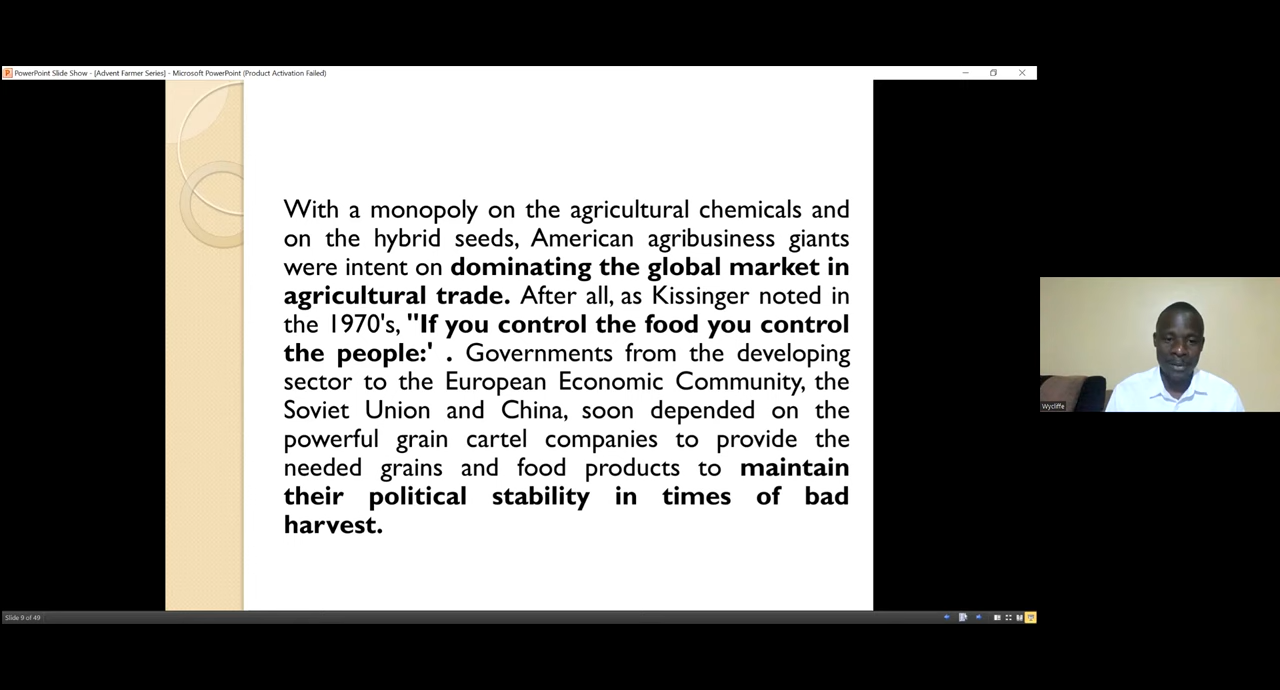 PowerPoint Slide Show - [Advent Farmer Series] - Microsoft PowerPoint (Product Activation Failed)
With a monopoly on the agricultural chemicals and
on the hybrid seeds, American agribusiness giants
were intent on dominating the global market in
agricultural trade. After all, as Kissinger noted in
the 1970's, "If you control the food you control
the people:' . Governments from the developing
sector to the European Economic Community, the
Soviet Union and China, soon depended on the
powerful grain cartel companies to provide the
needed grains and food products to maintain
their political stability in times of bad
harvest.
Wycliffe
Slide 9 of 49